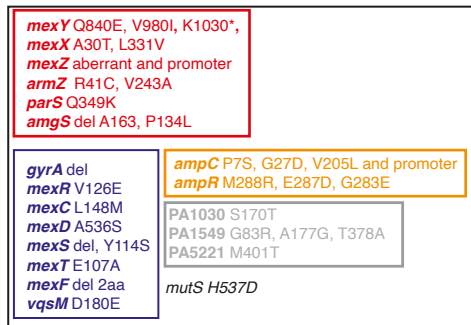 mexY Q840E, V980I, K1030*,
mexX A30T, L331V
mexZ aberrant and promoter
armZ R41C, V243A
parS Q349K
amgS del A163, P134L
gyrA del
mexR V126E
mexC L148M
mexD A536S
mexS del, Y114S
mexT E107A
mexF del 2aa
vqsM D180E
ampC P7S, G27D, V205L and promoter
ampR M288R, E287D, G283E
PA1030 S170T
PA1549 G83R, A177G, T378A
PA5221 M401T
mutS H537D